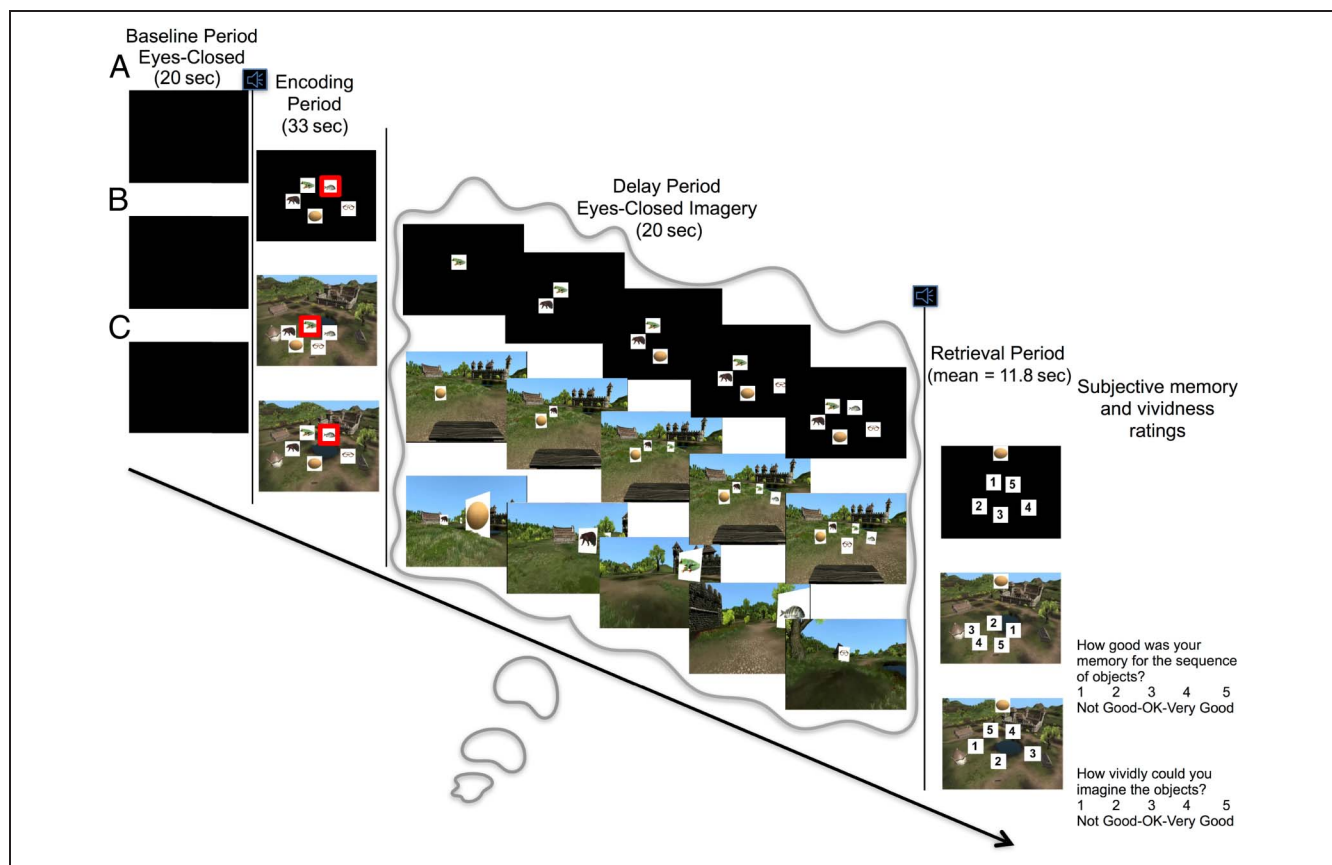 Baseline Period
Eyes-Closed
(20 sec)
A
B
C
Encoding
Period
(33 sec)
Delay Period
Eyes-Closed Imagery
(20 sec)
Retrieval Period
(mean = 11.8 sec)
1 5
2 3 4
2
3 1
4 5
5 4
1 3
2
Subjective memory
and vividness
ratings
How good was your
memory for the sequence
of objects?
1 2 3 4 5
Not Good-OK-Very Good
How vividly could you
imagine the objects?
1 2 3 4 5
Not Good-OK-Very Good